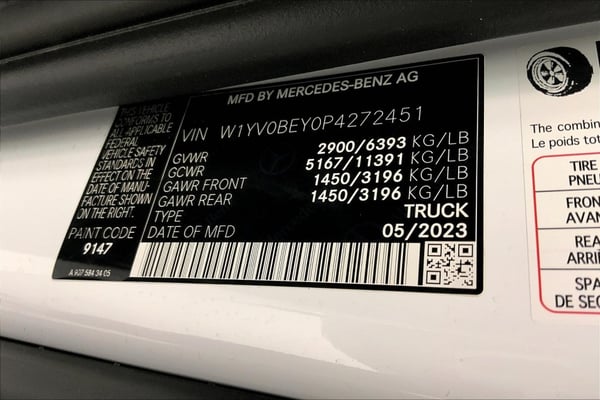 MFD BY MERCEDES-BENZ AG
THIS VEHICLE
CONFORMS TO
ALL APPLICABLE
FEDERAL
VEHICLE SAFETY
STANDARDS IN
EFFECT ON THE
DATE OF MANU-
FACTURE SHOWN
ON THE RIGHT.
PAINT CODE
9147
A 907 584 34 05
VIN W1YV0BEY0P4272451
GVWR 2900/6393 KG/LB
GCWR 5167/11391 KG/LB
GAWR FRONT 1450/3196 KG/LB
GAWR REAR 1450/3196 KG/LB
TYPE TRUCK
DATE OF MFD 05/2023
The combin
Le poids tot
TIRE
PNEU
FRON
AVAN
REA
ARRIÈ
SPA
DE SEC